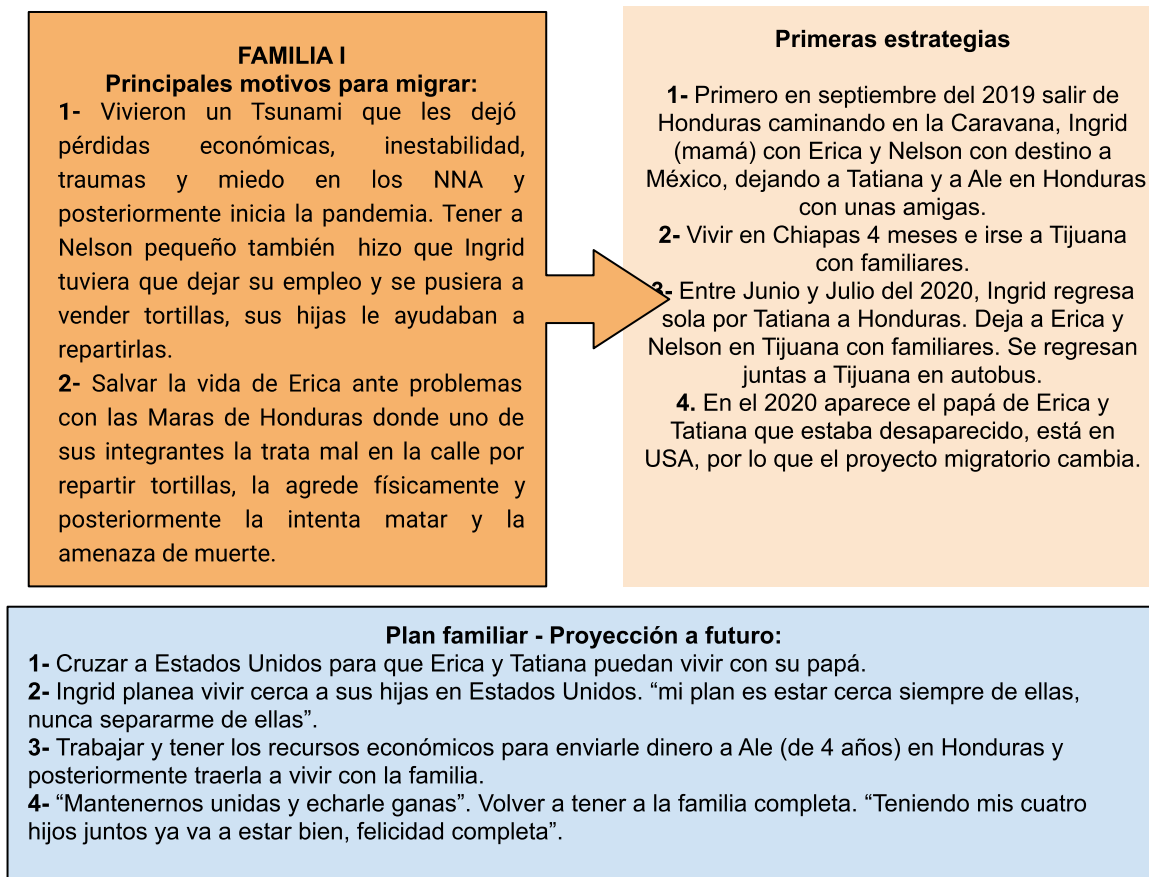 FAMILIA I
Principales motivos para migrar:
1- Vivieron un Tsunami que les dejó
pérdidas económicas, inestabilidad,
traumas y miedo en los NNA y
posteriormente inicia la pandemia. Tener a
Nelson pequeño también hizo que Ingrid
tuviera que dejar su empleo y se pusiera a
vender tortillas, sus hijas le ayudaban a
repartirlas.
2- Salvar la vida de Erica ante problemas
con las Maras de Honduras donde uno de
sus integrantes la trata mal en la calle por
repartir tortillas, la agrede físicamente y
posteriormente la intenta matar y la
amenaza de muerte.
Primeras estrategias
1- Primero en septiembre del 2019 salir de
Honduras caminando en la Caravana, Ingrid
(mamá) con Erica y Nelson con destino a
México, dejando a Tatiana y a Ale en Honduras
con unas amigas.
2- Vivir en Chiapas 4 meses e irse a Tijuana
con familiares.
3- Entre Junio y Julio del 2020, Ingrid regresa
sola por Tatiana a Honduras. Deja a Erica y
Nelson en Tijuana con familiares. Se regresan
juntas a Tijuana en autobus.
4. En el 2020 aparece el papá de Erica y
Tatiana que estaba desaparecido, está en
USA, por lo que el proyecto migratorio cambia.
Plan familiar - Proyección a futuro:
1- Cruzar a Estados Unidos para que Erica y Tatiana puedan vivir con su papá.
2- Ingrid planea vivir cerca a sus hijas en Estados Unidos. “mi plan es estar cerca siempre de ellas,
nunca separarme de ellas”.
3- Trabajar y tener los recursos económicos para enviarle dinero a Ale (de 4 años) en Honduras y
posteriormente traerla a vivir con la familia.
4- “Mantenernos unidas y echarle ganas”. Volver a tener a la familia completa. “Teniendo mis cuatro
hijos juntos ya va a estar bien, felicidad completa”.